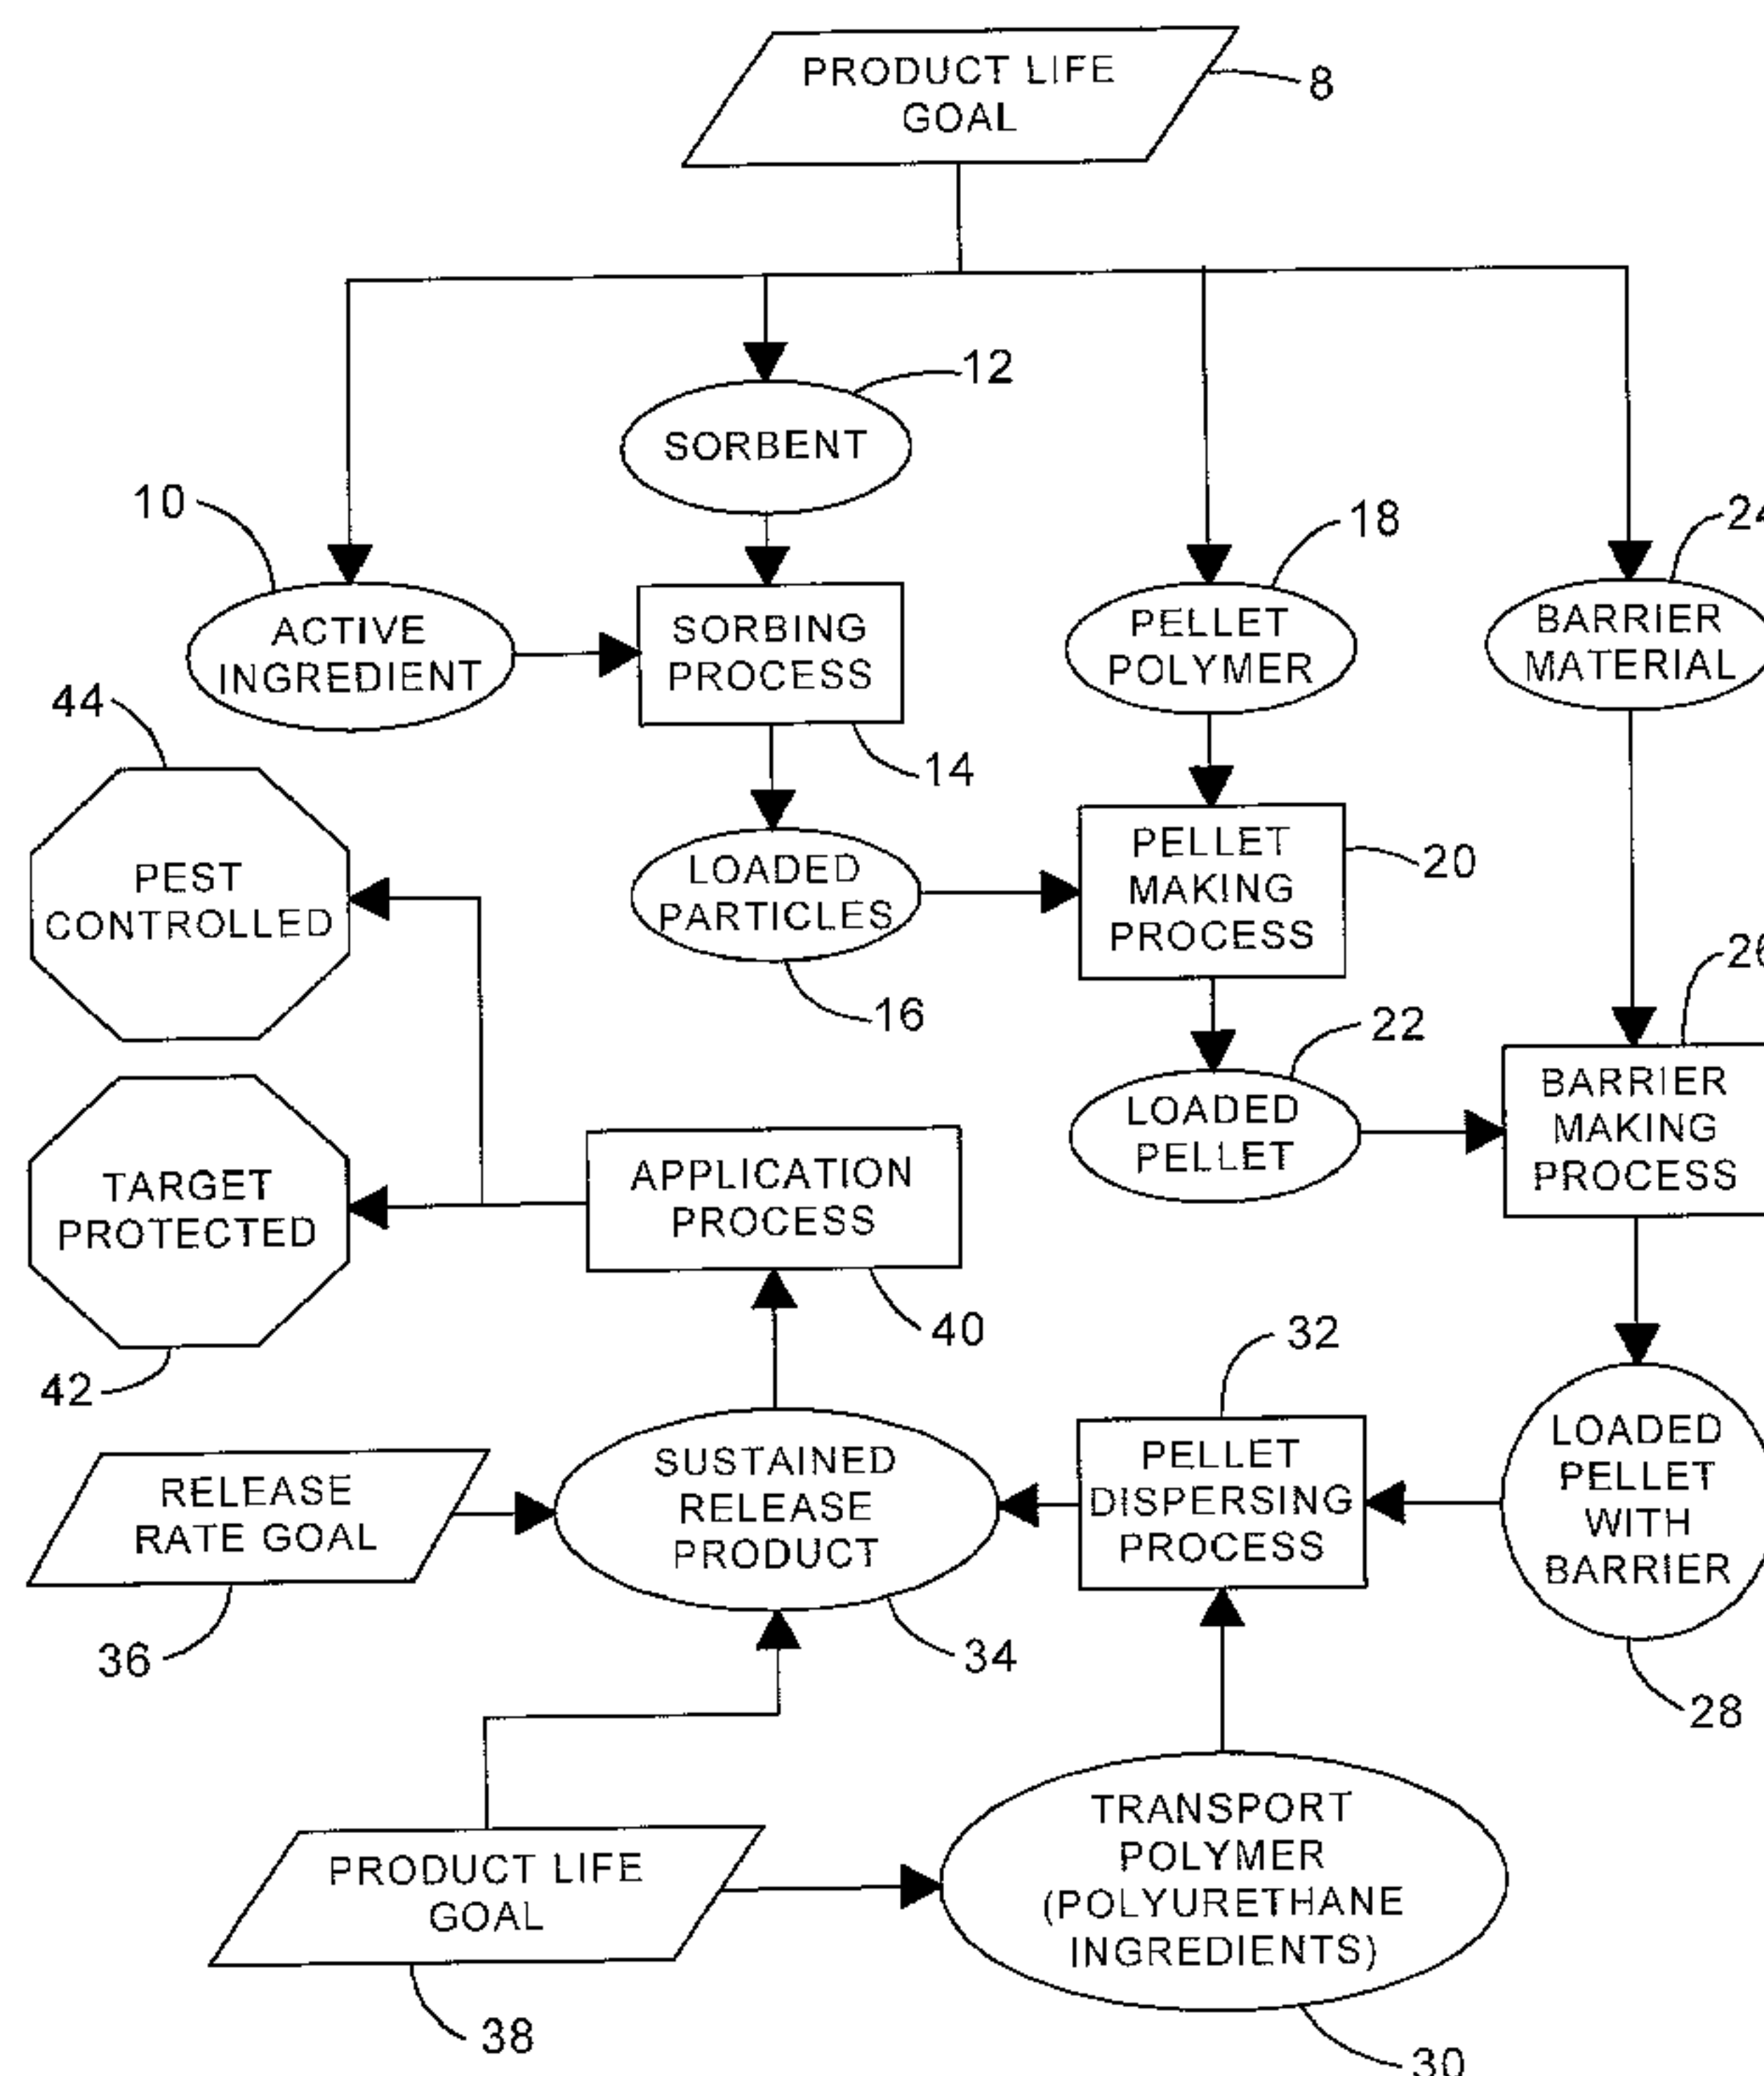 PRODUCT LIFE
GOAL
8
12
SORBENT
10
18
24
ACTIVE
INGREDIENT
SORBING
PROCESS
PELLET
POLYMER
BARRIER
MATERIAL
44
14
PEST
CONTROLLED
LOADED
PARTICLES
PELLET
MAKING
PROCESS
20
26
16
22
TARGET
PROTECTED
APPLICATION
PROCESS
LOADED
PELLET
BARRIER
MAKING
PROCESS
40
32
42
RELEASE
RATE GOAL
SUSTAINED
RELEASE
PRODUCT
PELLET
DISPERSING
PROCESS
LOADED
PELLET
WITH
BARRIER
36
34
28
PRODUCT LIFE
GOAL
TRANSPORT
POLYMER
(POLYURETHANE
INGREDIENTS)
38
30